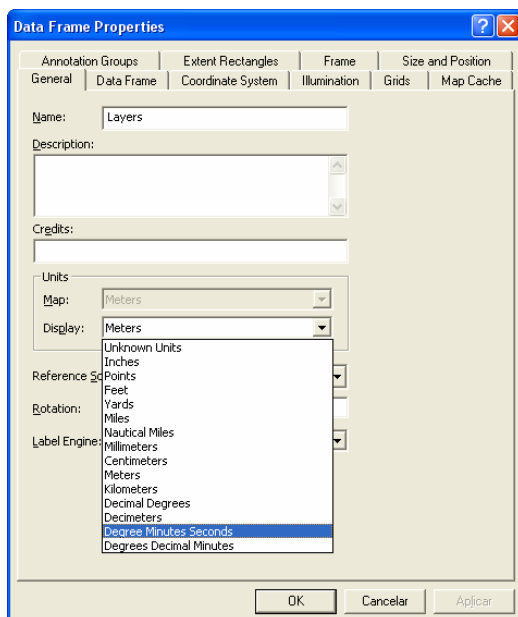 Data Frame Properties
Annotation Groups Extent Rectangles Frame Size and Position
General Data Frame Coordinate System Illumination Grids Map Cache
Name: Layers
Description:
Credits:
Units
Map: Meters
Display: Meters
Unknown Units
Inches
Reference Points
Feet
Rotation: Yards
Miles
Nautical Miles
Label Engine: Millimeters
Centimeters
Meters
Kilometers
Decimal Degrees
Decimeters
Degree Minutes Seconds
Degrees Decimal Minutes
OK Cancelar Aplicar